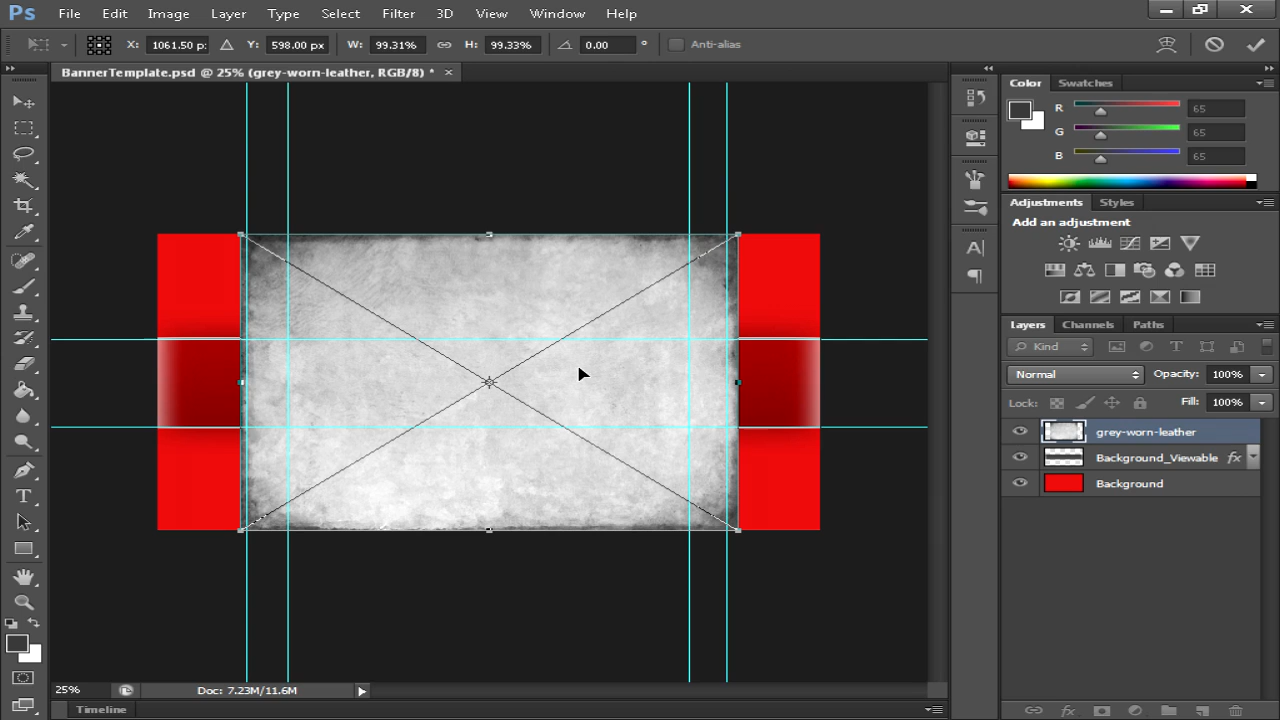 Ps File Edit Image Layer Type Select Filter 3D View Window Help
X: 1061.50 p: Y: 598.00 px W: 99.31% H: 99.33% 0.00 ° Anti-alias
BannerTemplate.psd @ 25% (grey-worn-leather, RGB/8) * ×
Color Swatches
R 65
G 65
B 65
Adjustments Styles
Add an adjustment
Layers Channels Paths
Kind
Normal Opacity: 100%
Lock: Fill: 100%
grey-worn-leather
Background_Viewable fx
Background
25% Doc: 7.23M/11.6M
Timeline